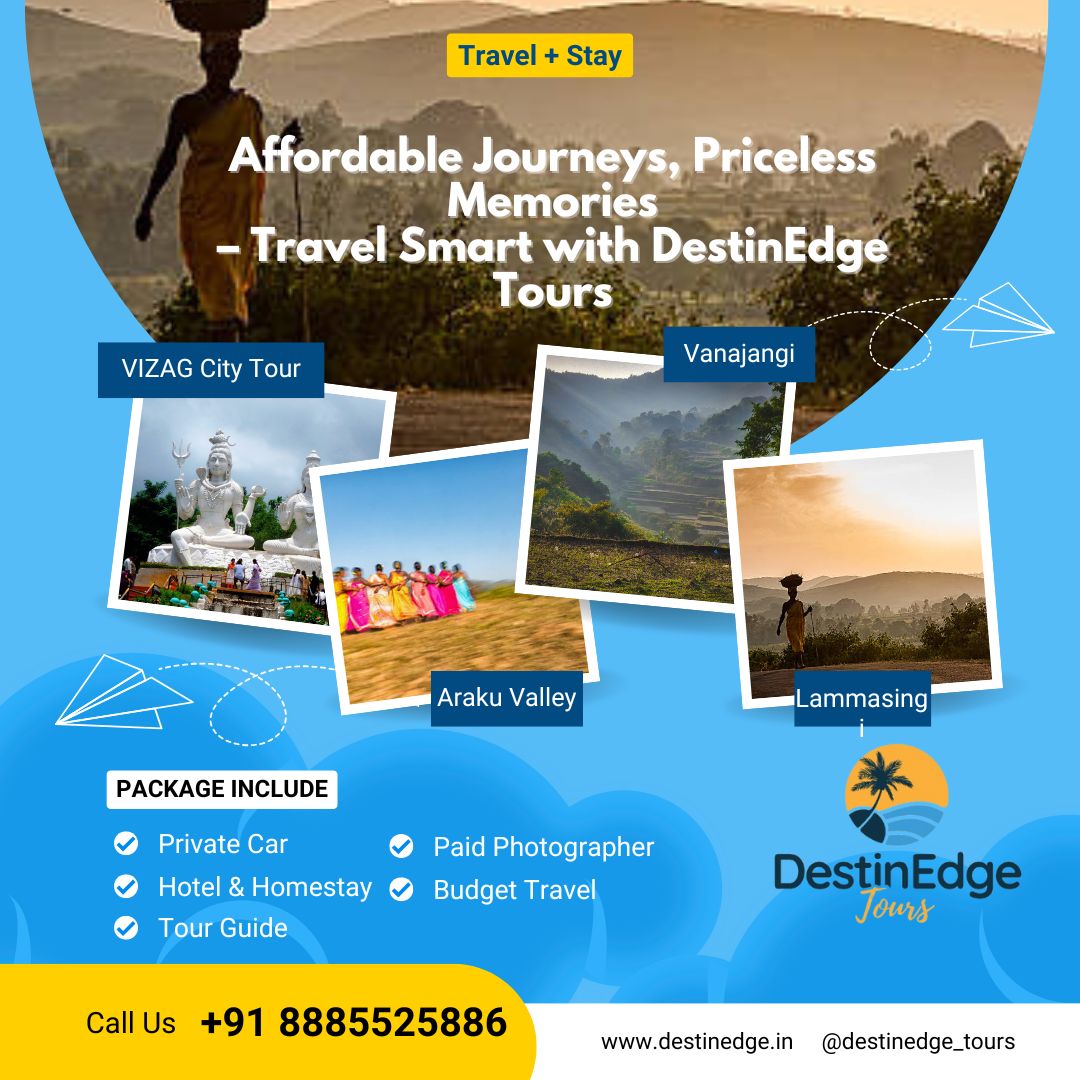 Travel + Stay
Affordable Journeys, Priceless
Memories
– Travel Smart with DestinEdge
Tours
VIZAG City Tour
Vanajangi
Araku Valley
Lammasing
i
PACKAGE INCLUDE
Private Car
Hotel & Homestay
Tour Guide
Paid Photographer
Budget Travel
DestinEdge
Tours
Call Us +91 8885525886
www.destinedge.in @destinedge_tours